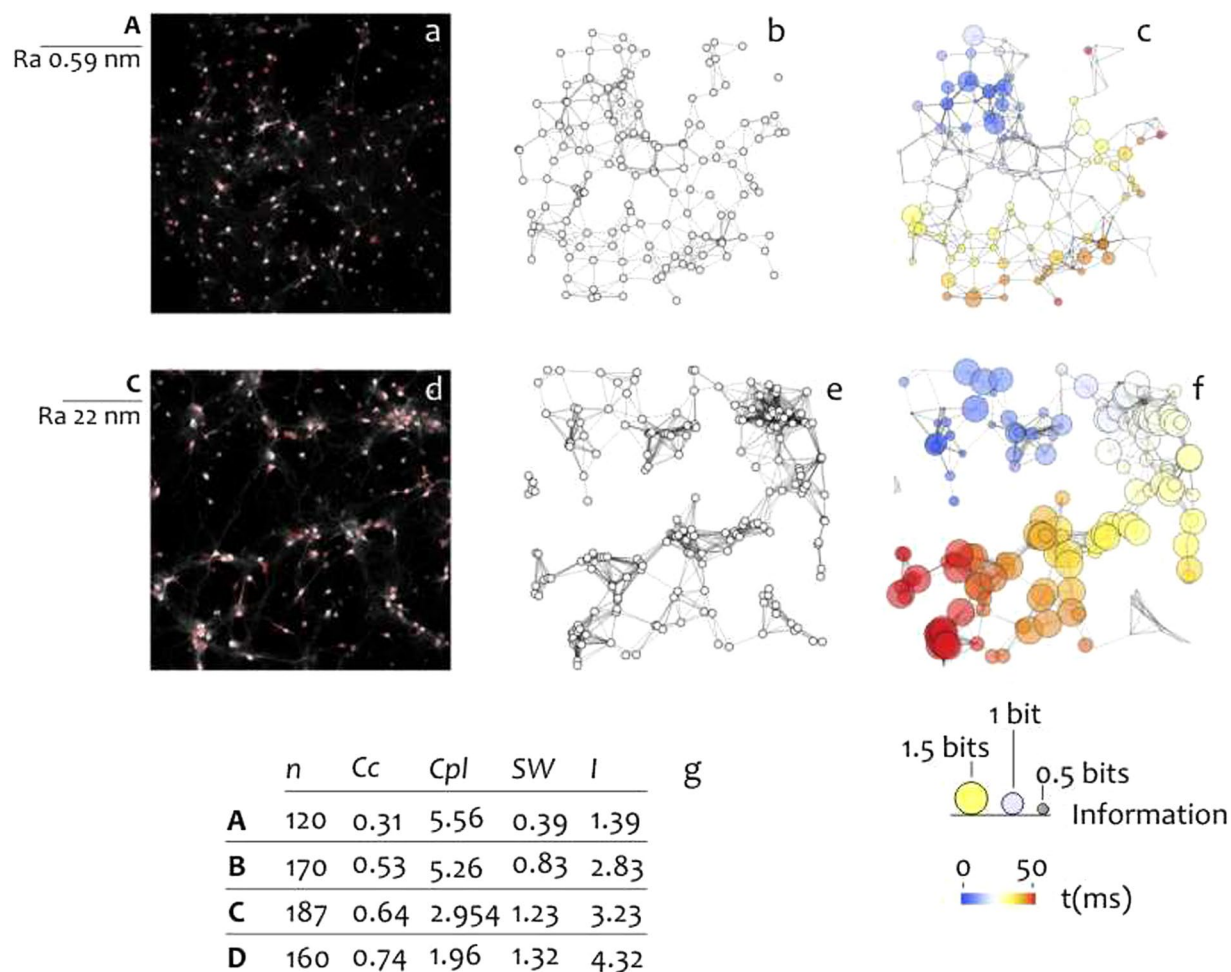 A
Ra 0.59 nm
a
b
c
C
Ra 22 nm
d
e
f
1 bit
1.5 bits
0.5 bits
Information
0 50
t(ms)
g
n Cc Cpl SW I
A 120 0.31 5.56 0.39 1.39
B 170 0.53 5.26 0.83 2.83
C 187 0.64 2.954 1.23 3.23
D 160 0.74 1.96 1.32 4.32